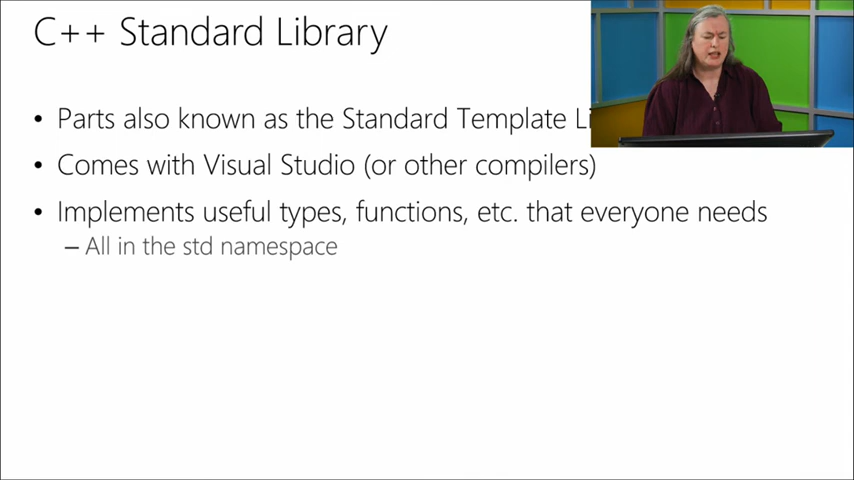 C++ Standard Library
• Parts also known as the Standard Template
• Comes with Visual Studio (or other compilers)
• Implements useful types, functions, etc. that everyone needs
– All in the std namespace